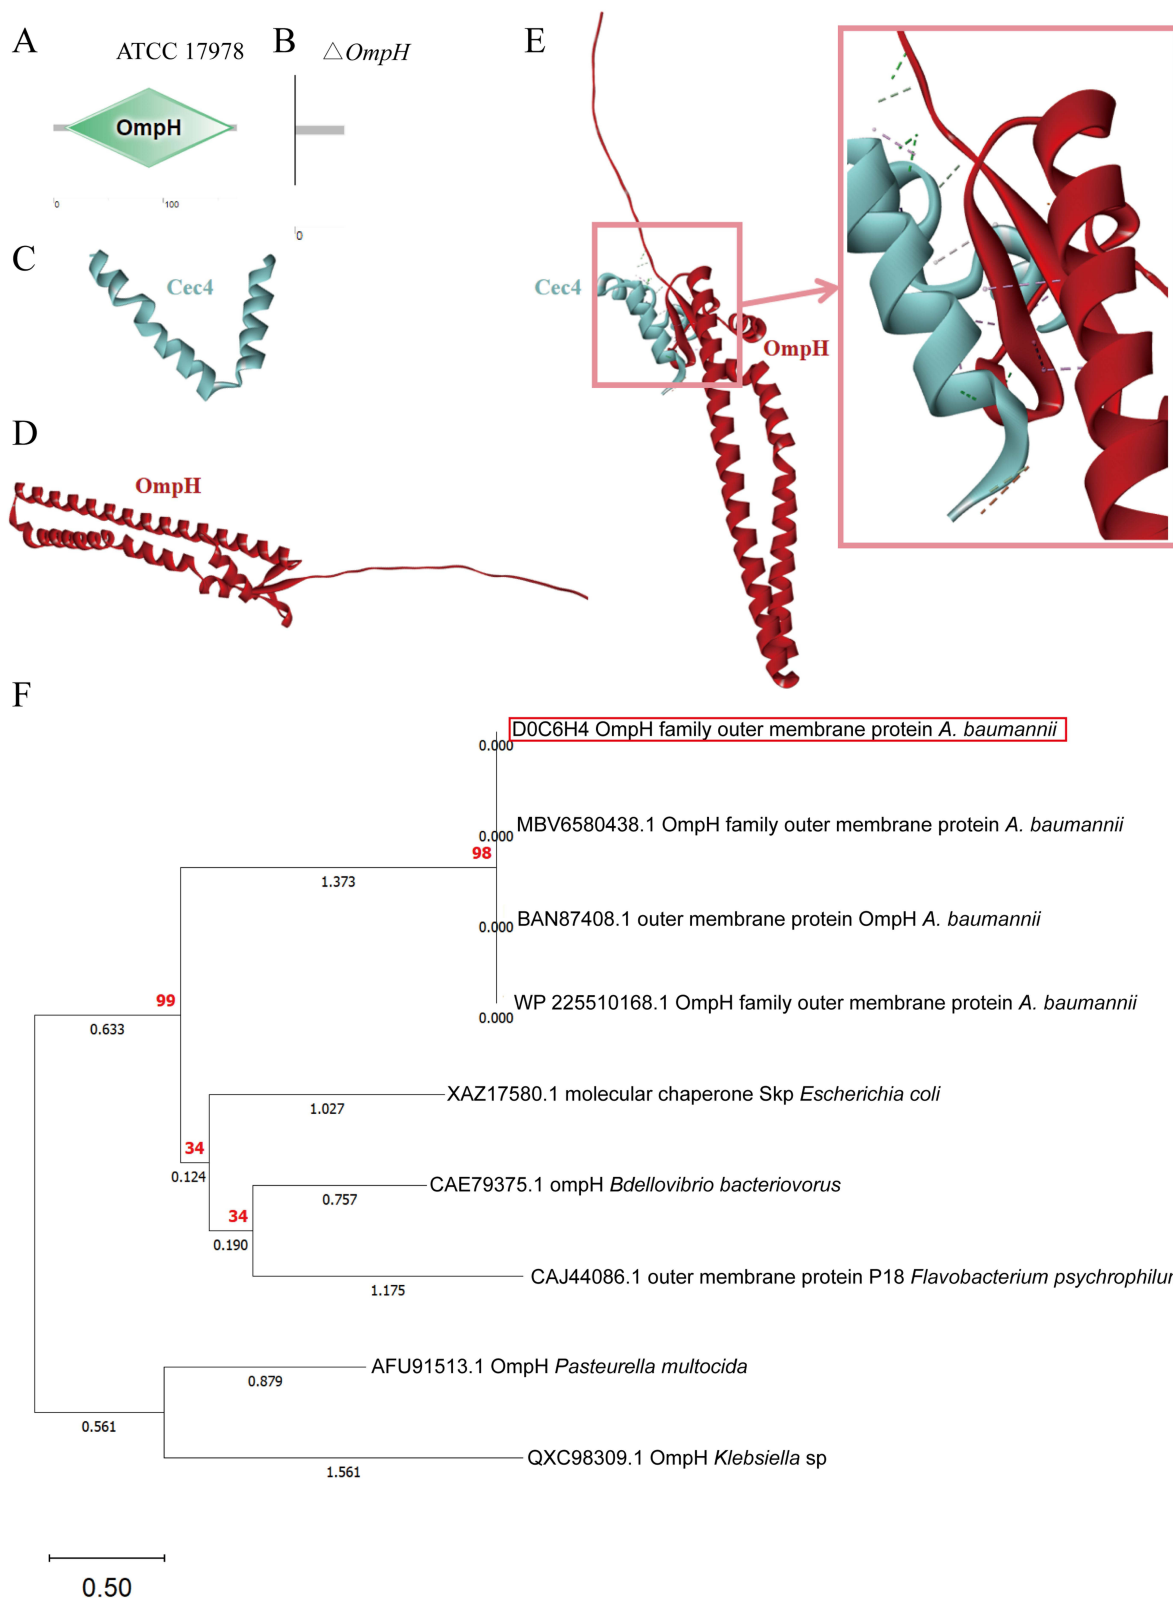 A
ATCC 17978
B
△OmpH
E
OmpH
0
100
0
C
Cec4
Cec4
OmpH
D
OmpH
F
D0C6H4 OmpH family outer membrane protein A. baumannii
0.000
MBV6580438.1 OmpH family outer membrane protein A. baumannii
0.000
98
1.373
BAN87408.1 outer membrane protein OmpH A. baumannii
0.000
WP 225510168.1 OmpH family outer membrane protein A. baumannii
0.000
99
0.633
XAZ17580.1 molecular chaperone Skp Escherichia coli
1.027
34
0.124
CAE79375.1 ompH Bdellovibrio bacteriovorus
0.757
34
0.190
CAJ44086.1 outer membrane protein P18 Flavobacterium psychrophilu
1.175
AFU91513.1 OmpH Pasteurella multocida
0.879
0.561
QXC98309.1 OmpH Klebsiella sp
1.561
0.50